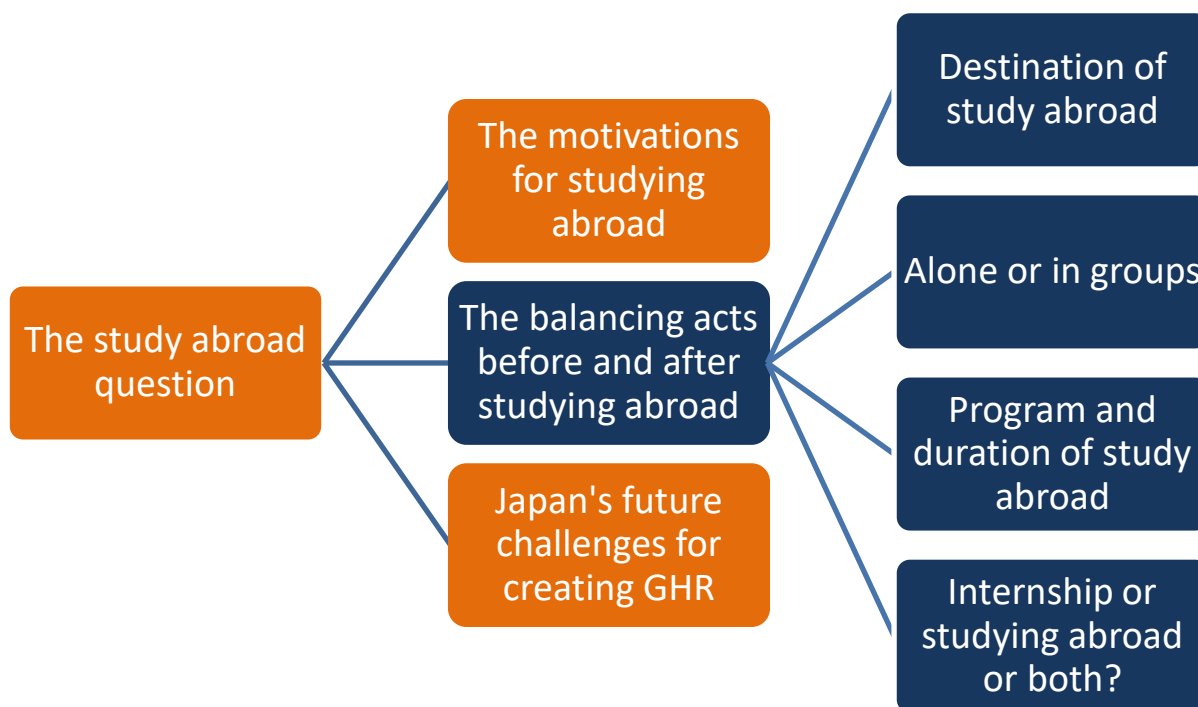 The study abroad
question
The motivations
for studying
abroad
The balancing acts
before and after
studying abroad
Japan's future
challenges for
creating GHR
Destination of
study abroad
Alone or in groups
Program and
duration of study
abroad
Internship or
studying abroad
or both?